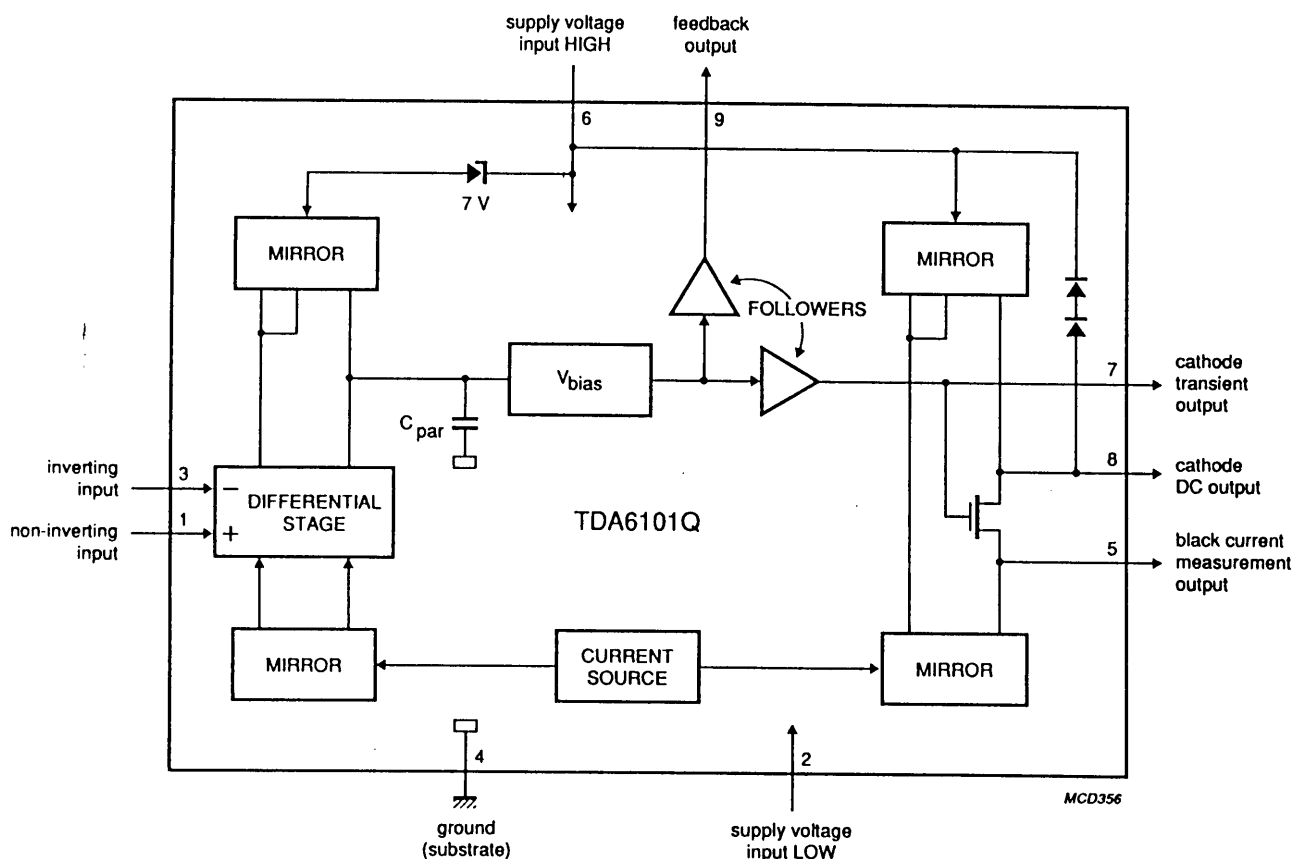 supply voltage
input HIGH
feedback
output
6
9
7 V
MIRROR
MIRROR
FOLLOWERS
Vbias
Cpar
7
cathode
transient
output
8
cathode
DC output
inverting
input
3
−
DIFFERENTIAL
STAGE
non-inverting
input
1
+
TDA6101Q
5
black current
measurement
output
MIRROR
CURRENT
SOURCE
MIRROR
4
2
MCD356
ground
(substrate)
supply voltage
input LOW